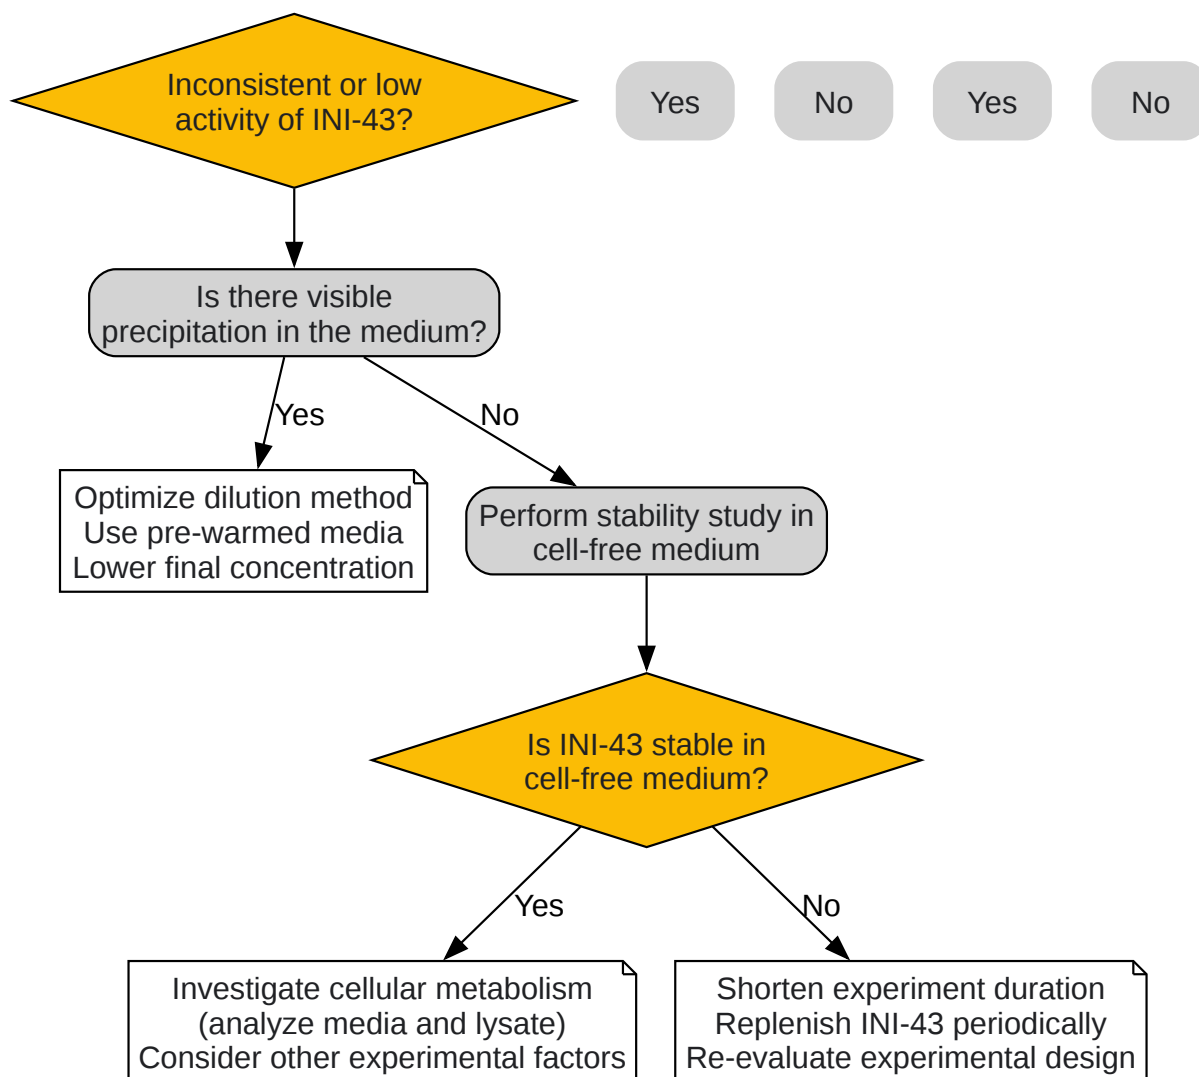 Inconsistent or low
activity of INI-43?
Yes
No
Yes
No
Is there visible
precipitation in the medium?
Yes
No
Optimize dilution method
Use pre-warmed media
Lower final concentration
Perform stability study in
cell-free medium
Is INI-43 stable in
cell-free medium?
Yes
No
Investigate cellular metabolism
(analyze media and lysate)
Consider other experimental factors
Shorten experiment duration
Replenish INI-43 periodically
Re-evaluate experimental design